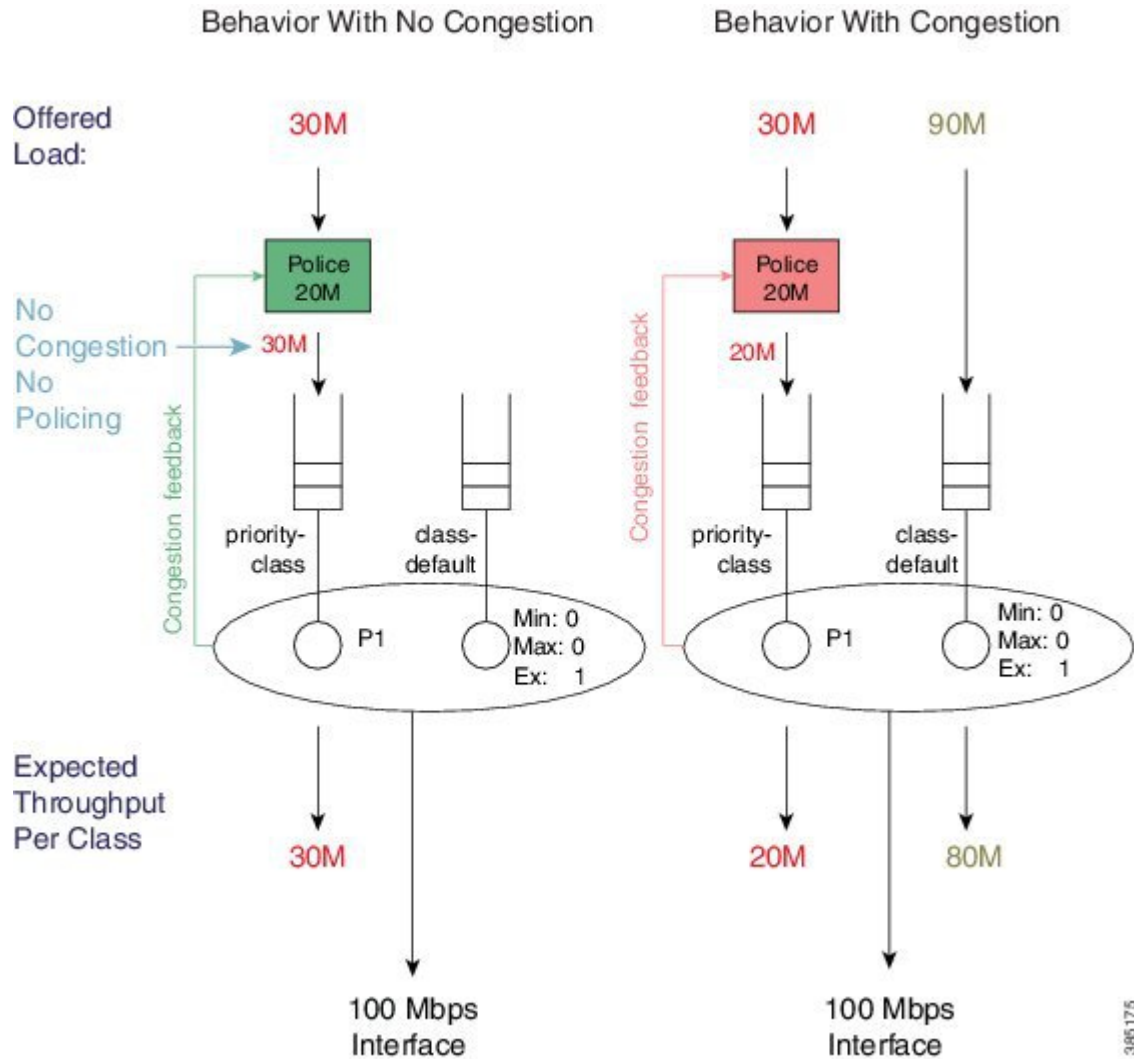 Behavior With No Congestion
Behavior With Congestion
Offered
Load:
30M
30M
90M
Police
20M
Police
20M
No
Congestion
No
Policing
30M
20M
Congestion feedback
Congestion feedback
priority-
class
class-
default
priority-
class
class-
default
P1
Min: 0
Max: 0
Ex: 1
P1
Min: 0
Max: 0
Ex: 1
Expected
Throughput
Per Class
30M
20M
80M
100 Mbps
Interface
100 Mbps
Interface
385175